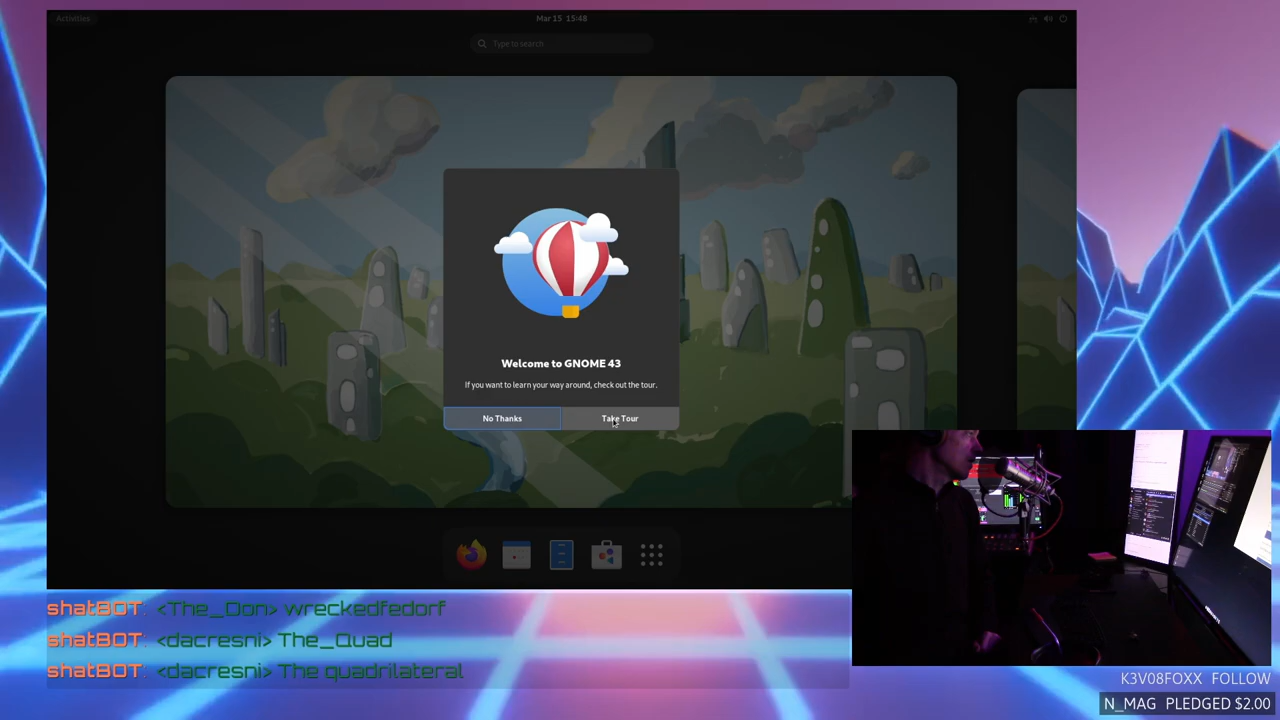 Activities
Mar 15 15:48
Type to search
Welcome to GNOME 43
If you want to learn your way around, check out the tour.
No Thanks
Take Tour
shatBOT: <The_Don> wreckedfedorf
shatBOT: <dacresni> The_Quad
shatBOT: <dacresni> The quadrilateral
K3V08FOXX FOLLOW
N_MAG PLEDGED $2.00